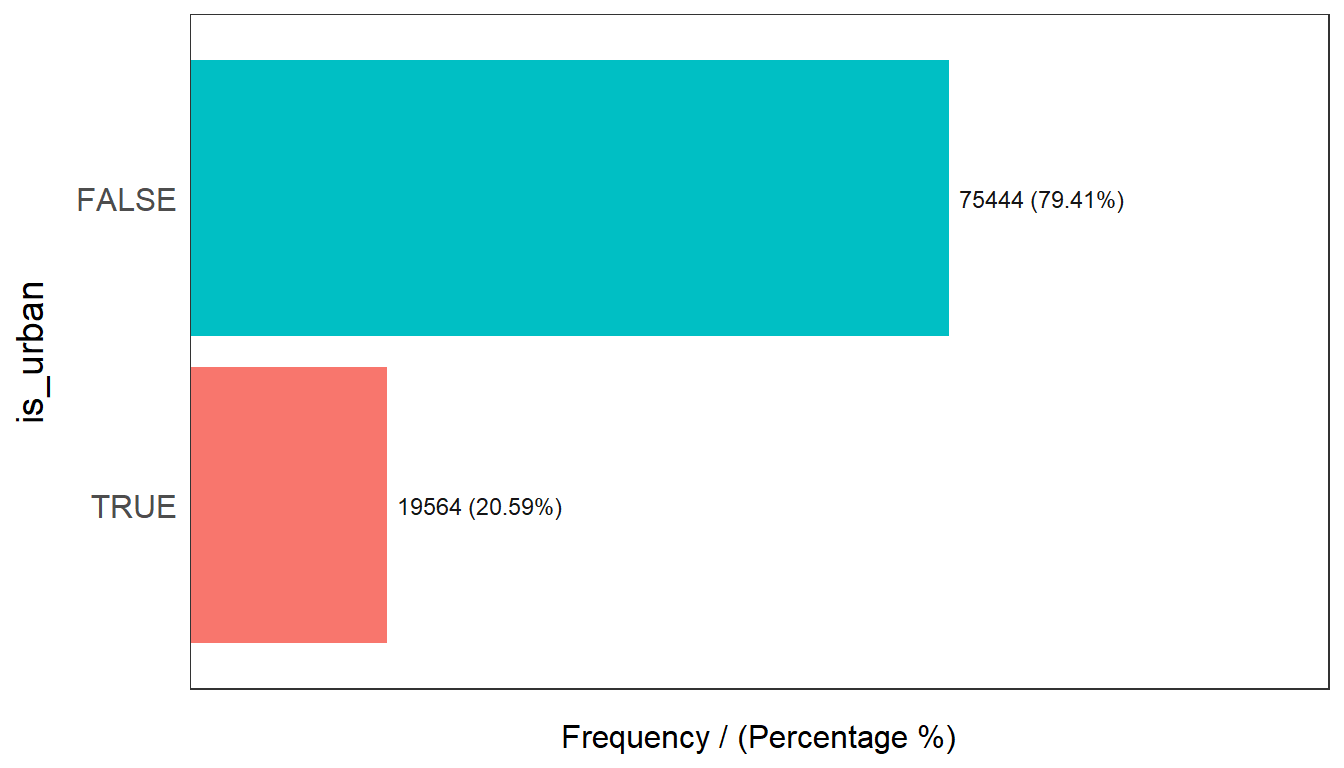 is_urban
FALSE
75444 (79.41%)
TRUE
19564 (20.59%)
Frequency / (Percentage %)